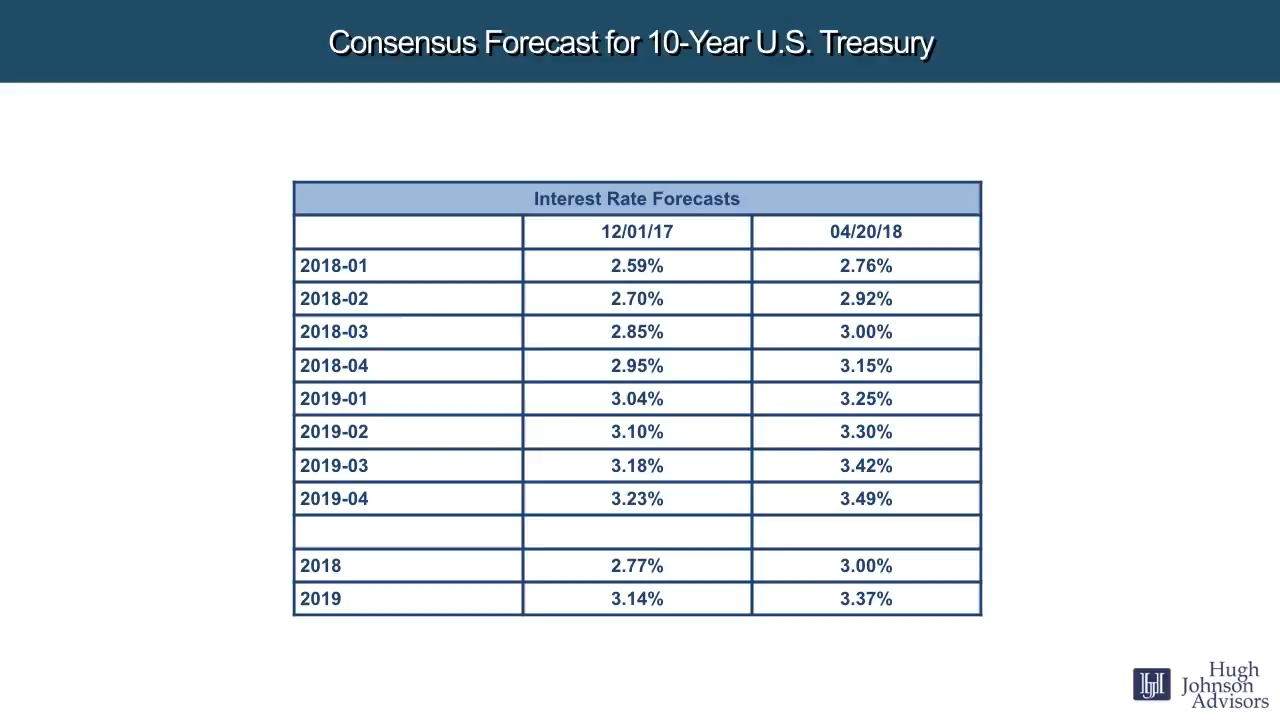 Consensus Forecast for 10-Year U.S. Treasury
Interest Rate Forecasts
12/01/17 04/20/18
2018-01 2.59% 2.76%
2018-02 2.70% 2.92%
2018-03 2.85% 3.00%
2018-04 2.95% 3.15%
2019-01 3.04% 3.25%
2019-02 3.10% 3.30%
2019-03 3.18% 3.42%
2019-04 3.23% 3.49%
2018 2.77% 3.00%
2019 3.14% 3.37%
HJ
Hugh
Johnson
Advisors